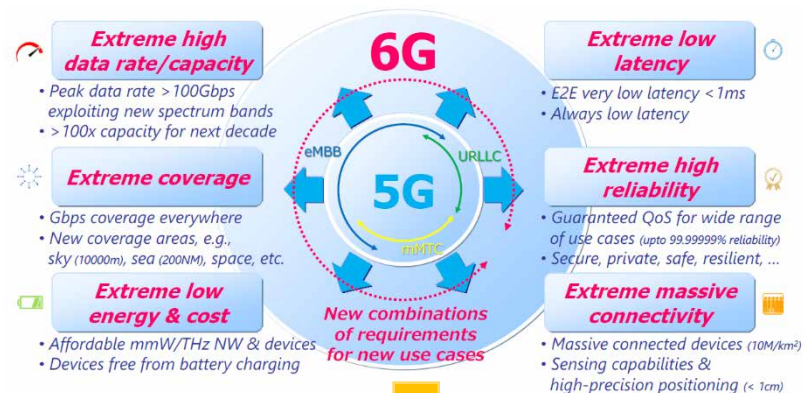 Extreme high
data rate/capacity
• Peak data rate >100Gbps
exploiting new spectrum bands
• >100x capacity for next decade
Extreme coverage
• Gbps coverage everywhere
• New coverage areas, e.g.,
sky (10000m), sea (200NM), space, etc.
Extreme low
energy & cost
• Affordable mmW/THz NW & devices
• Devices free from battery charging
6G
eMBB
URLLC
5G
mMTC
New combinations
of requirements
for new use cases
Extreme low
latency
• E2E very low latency <1ms
• Always low latency
Extreme high
reliability
• Guaranteed QoS for wide range
of use cases (upto 99.99999% reliability)
• Secure, private, safe, resilient, ...
Extreme massive
connectivity
• Massive connected devices (10M/km²)
• Sensing capabilities &
high-precision positioning (< 1cm)